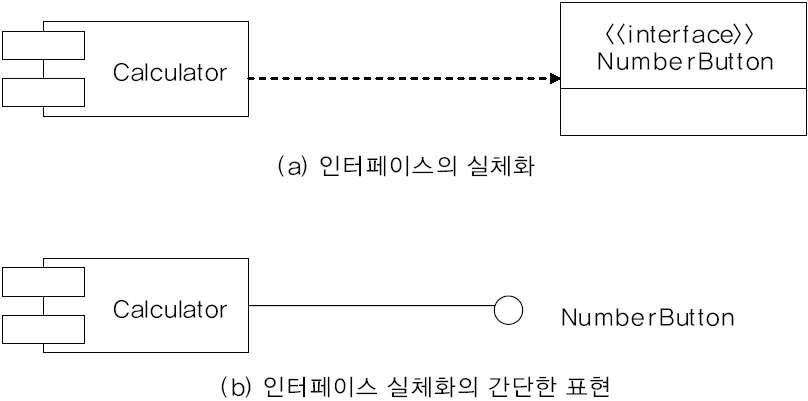 Calculator
<<interface>>
NumberButton
(a) 인터페이스의 실체화
Calculator
NumberButton
(b) 인터페이스 실체화의 간단한 표현